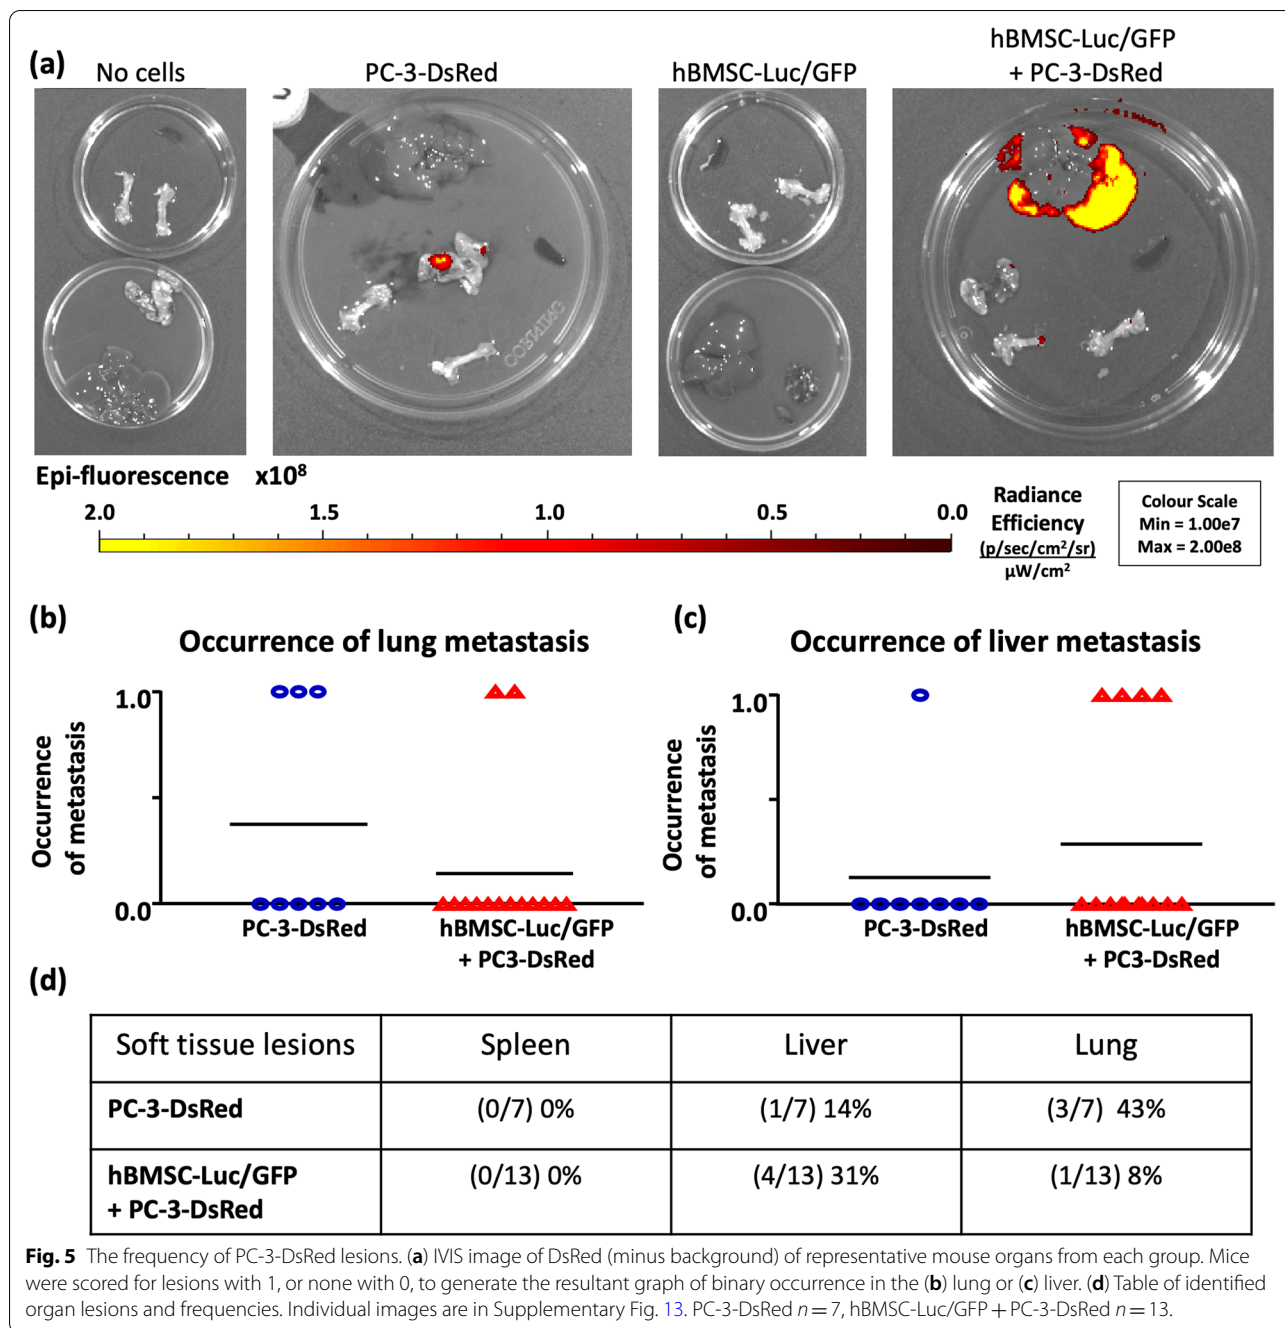 (a)
No cells
PC-3-DsRed
hBMSC-Luc/GFP
hBMSC-Luc/GFP
+ PC-3-DsRed
CORNING
Epi-fluorescence x10⁸
2.0 1.5 1.0 0.5 0.0
Radiance
Efficiency
(p/sec/cm²/sr)
μW/cm²
Colour Scale
Min = 1.00e7
Max = 2.00e8
(b)
Occurrence of lung metastasis
Occurrence
of metastasis
1.0
0.0
PC-3-DsRed
hBMSC-Luc/GFP
+ PC3-DsRed
(c)
Occurrence of liver metastasis
Occurrence
of metastasis
1.0
0.0
PC-3-DsRed
hBMSC-Luc/GFP
+ PC3-DsRed
(d)
Soft tissue lesions Spleen Liver Lung
PC-3-DsRed (0/7) 0% (1/7) 14% (3/7) 43%
hBMSC-Luc/GFP (0/13) 0% (4/13) 31% (1/13) 8%
+ PC-3-DsRed
Fig. 5 The frequency of PC-3-DsRed lesions. (a) IVIS image of DsRed (minus background) of representative mouse organs from each group. Mice
were scored for lesions with 1, or none with 0, to generate the resultant graph of binary occurrence in the (b) lung or (c) liver. (d) Table of identified
organ lesions and frequencies. Individual images are in Supplementary Fig. 13. PC-3-DsRed n = 7, hBMSC-Luc/GFP + PC-3-DsRed n = 13.